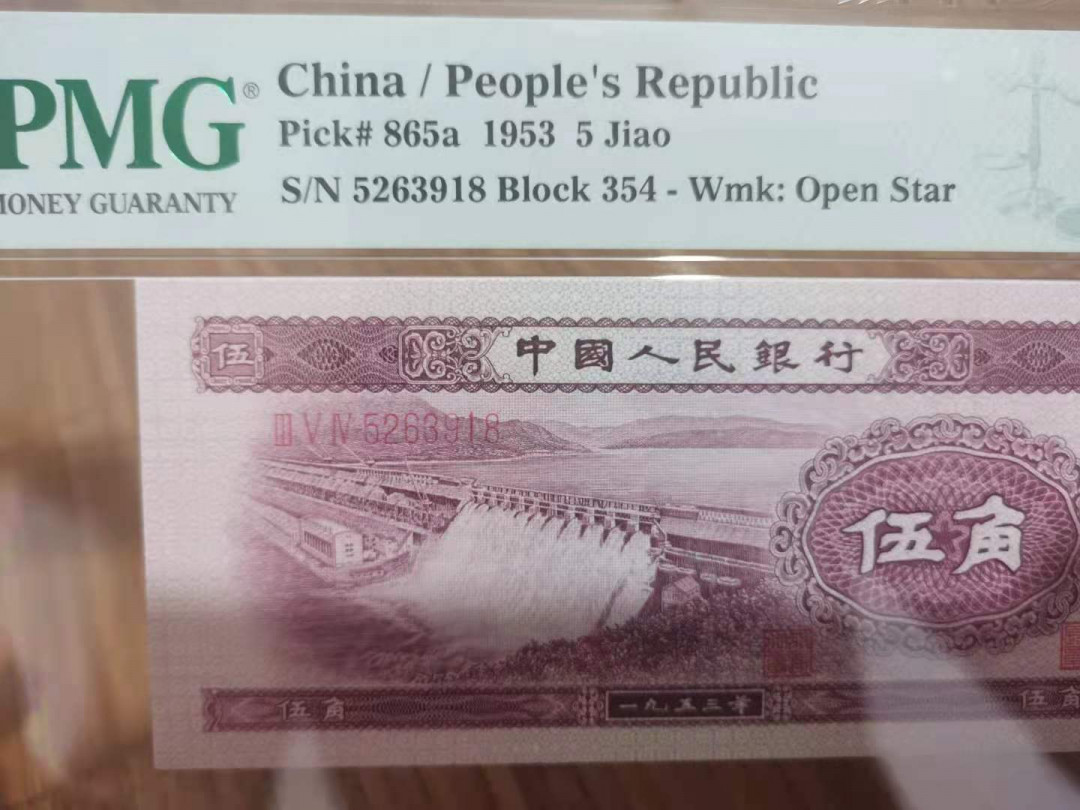 PMG®
MONEY GUARANTY
China / People's Republic
Pick# 865a 1953 5 Jiao
S/N 5263918 Block 354 - Wmk: Open Star
伍
中國人民銀行
III V IV 5263918
伍角
伍角
一九五三年
伍角